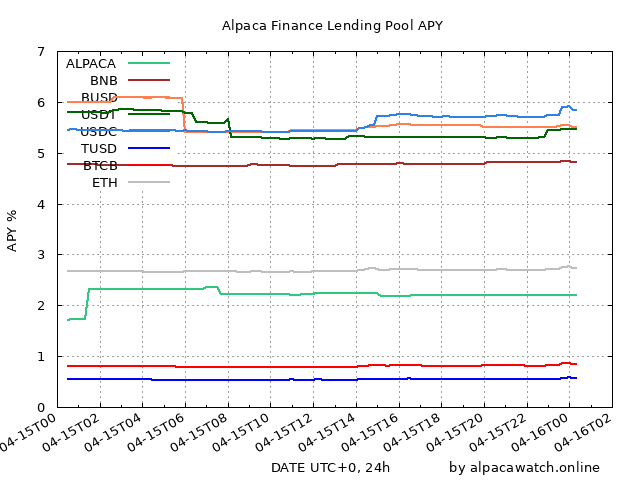 Alpaca Finance Lending Pool APY
7
6
5
4
3
2
1
0
APY %
ALPACA
BNB
BUSD
USDT
USDC
TUSD
BTCB
ETH
04-15T00
04-15T02
04-15T04
04-15T06
04-15T08
04-15T10
04-15T12
04-15T14
04-15T16
04-15T18
04-15T20
04-15T22
04-16T00
04-16T02
DATE UTC+0, 24h
by alpacawatch.online